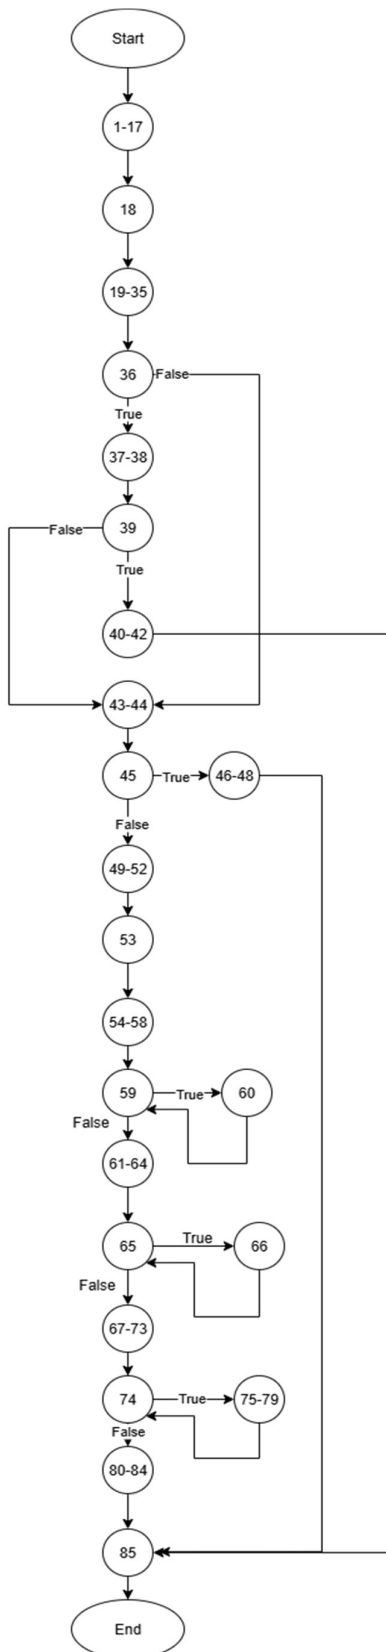 Start
1-17
18
19-35
36
False
True
37-38
39
False
True
40-42
43-44
45
True
46-48
False
49-52
53
54-58
59
True
60
False
61-64
65
True
66
False
67-73
74
True
75-79
False
80-84
85
End